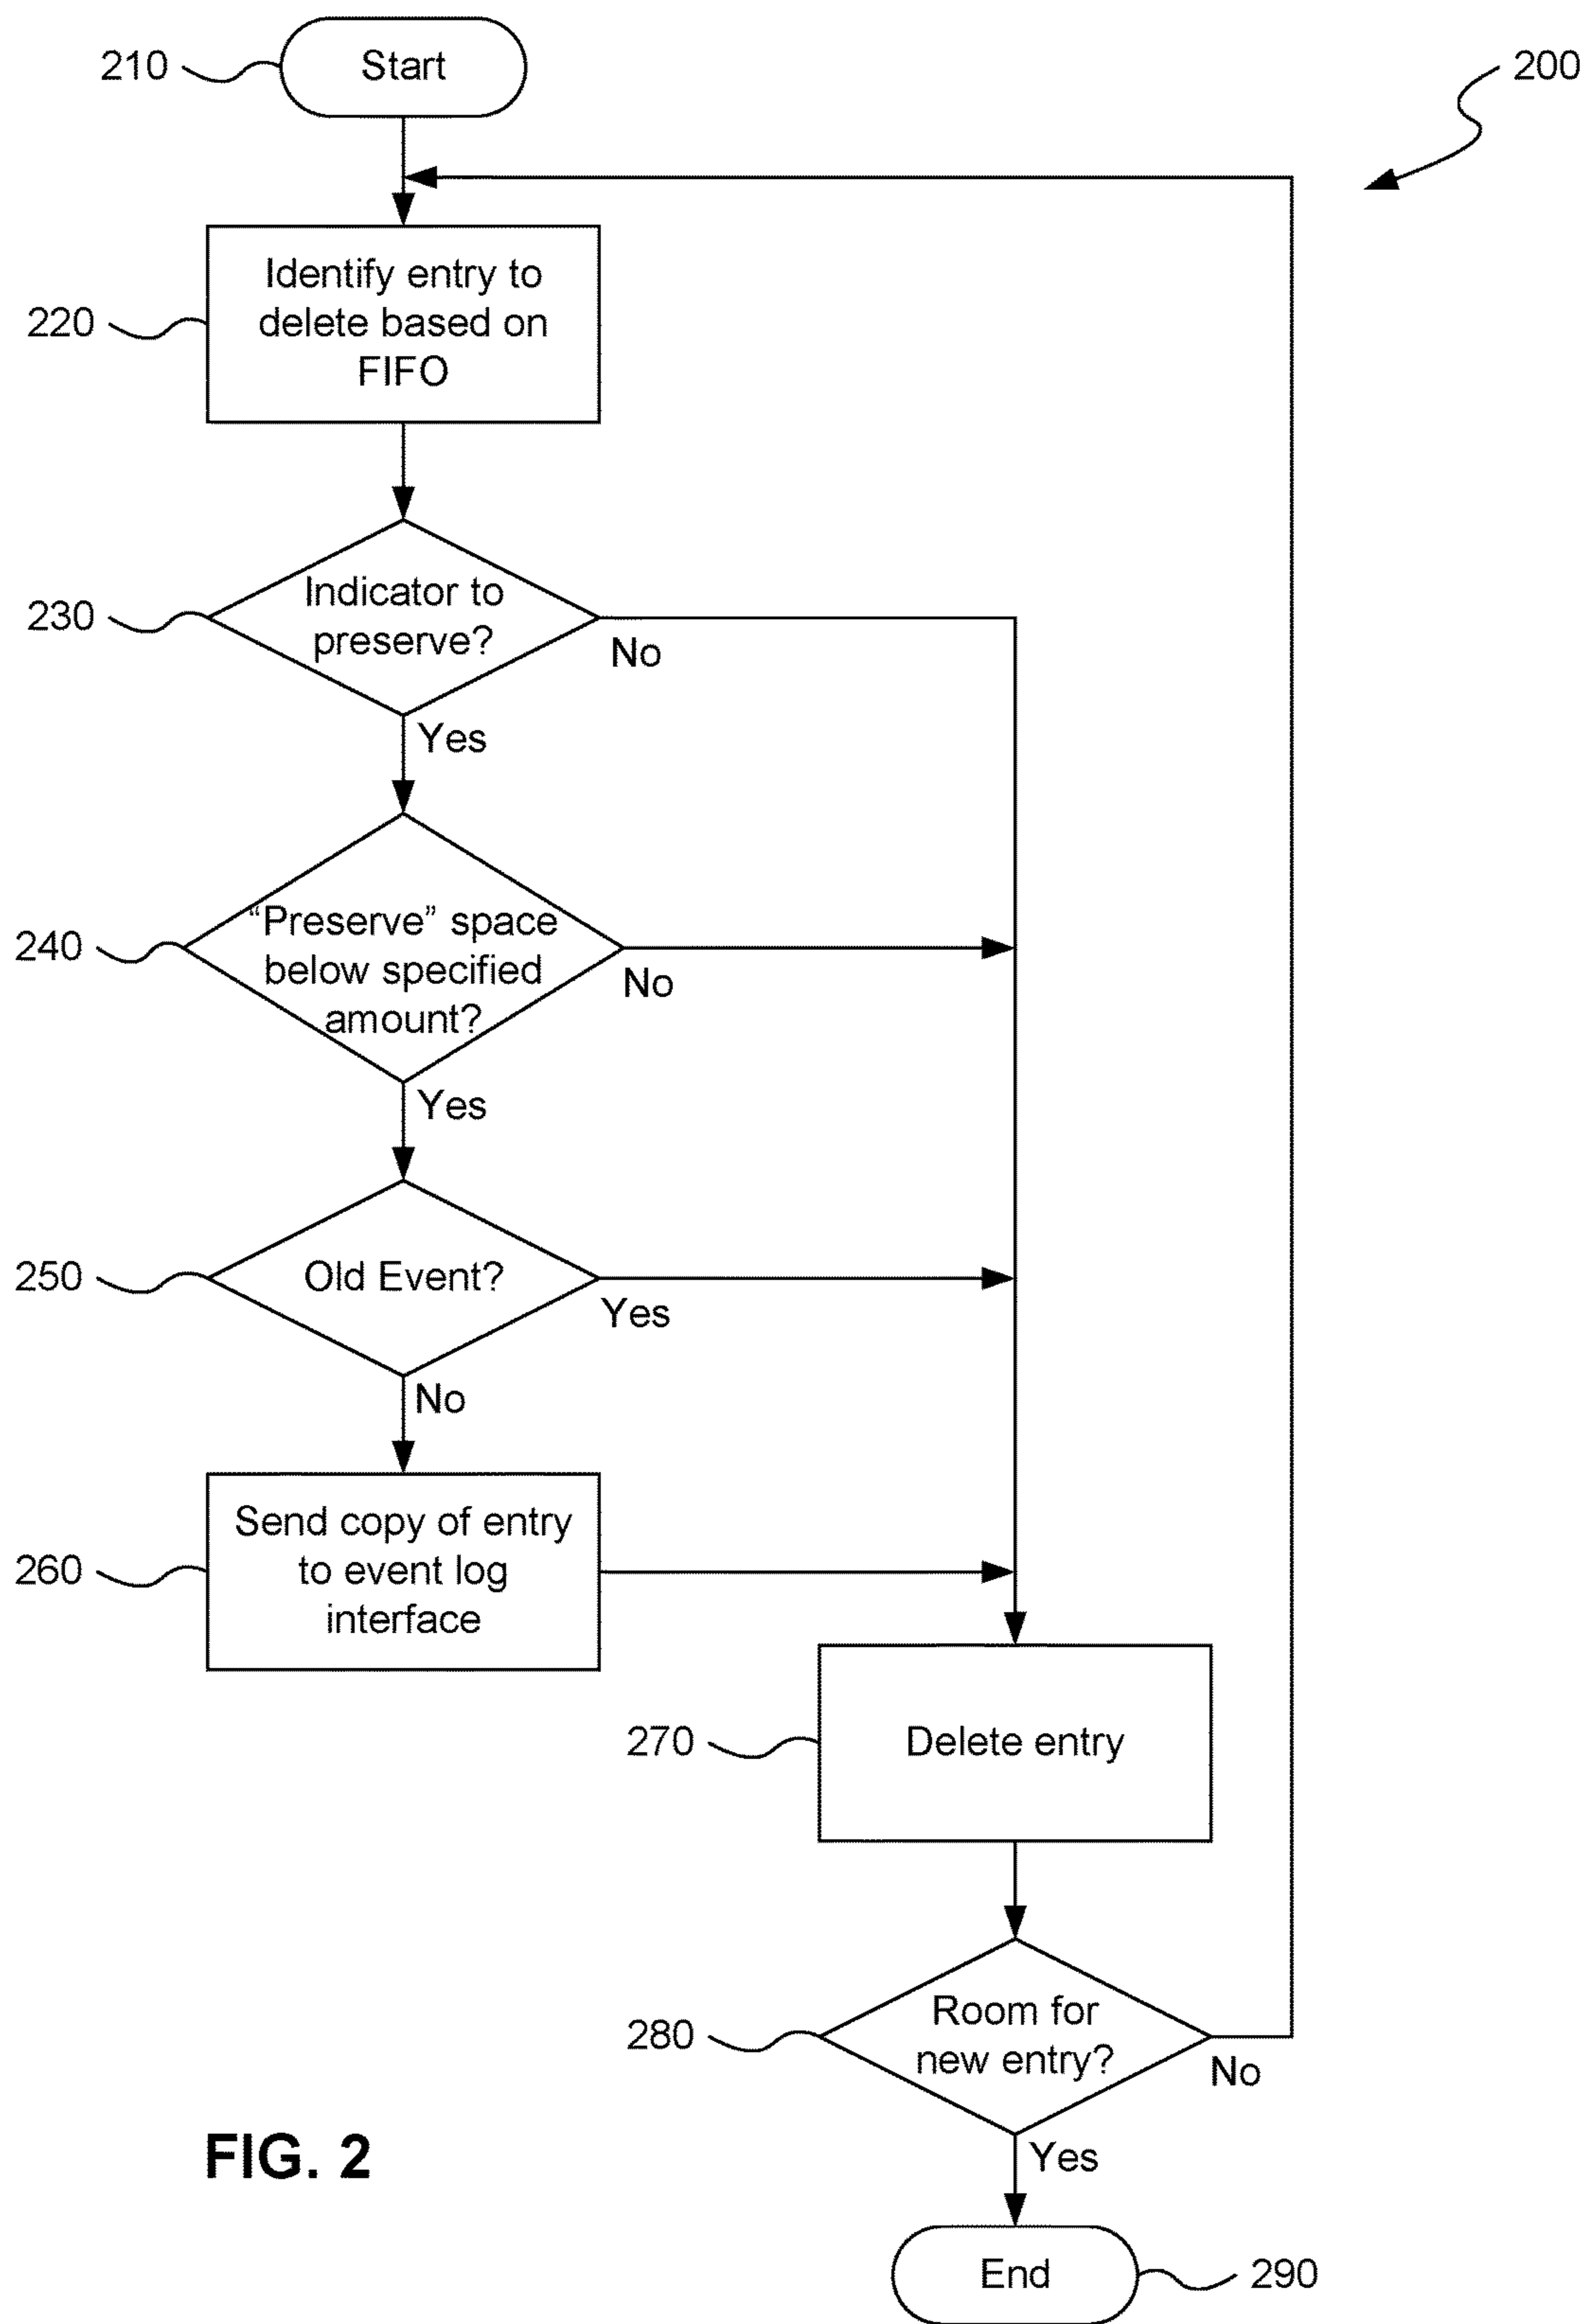 210
Start
200
220
Identify entry to
delete based on
FIFO
230
Indicator to
preserve?
No
Yes
240
“Preserve” space
below specified
amount?
No
Yes
250
Old Event?
Yes
No
260
Send copy of entry
to event log
interface
270
Delete entry
280
Room for
new entry?
No
Yes
FIG. 2
End
290